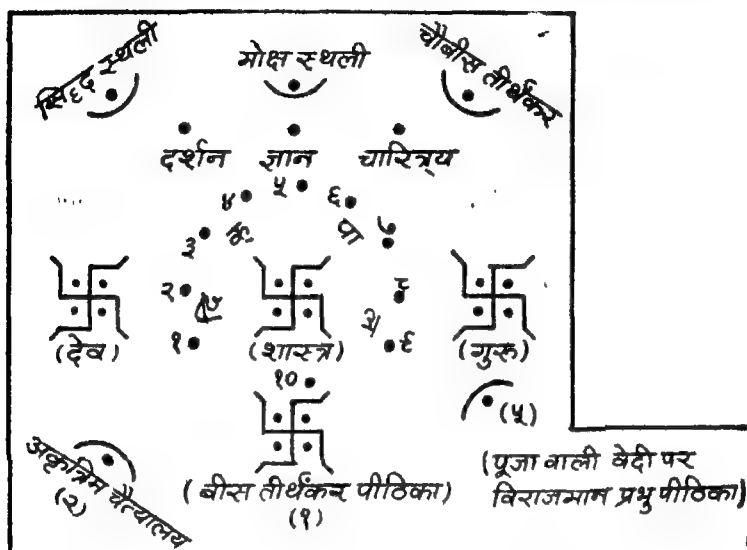 सिद्ध स्थली
मोक्ष स्थली
चौबीस तीर्थंकर
दर्शन ज्ञान चारित्र्य
१
२
३
४
५
६
७
८
९
पा
(देव)
(शास्त्र)
(गुरु)
१०
(५)
अकृत्रिम चैत्यालय
(२)
(बीस तीर्थंकर पीठिका)
(१)
(पूजा वाली वेदी पर
विराजमान प्रभु पीठिका)